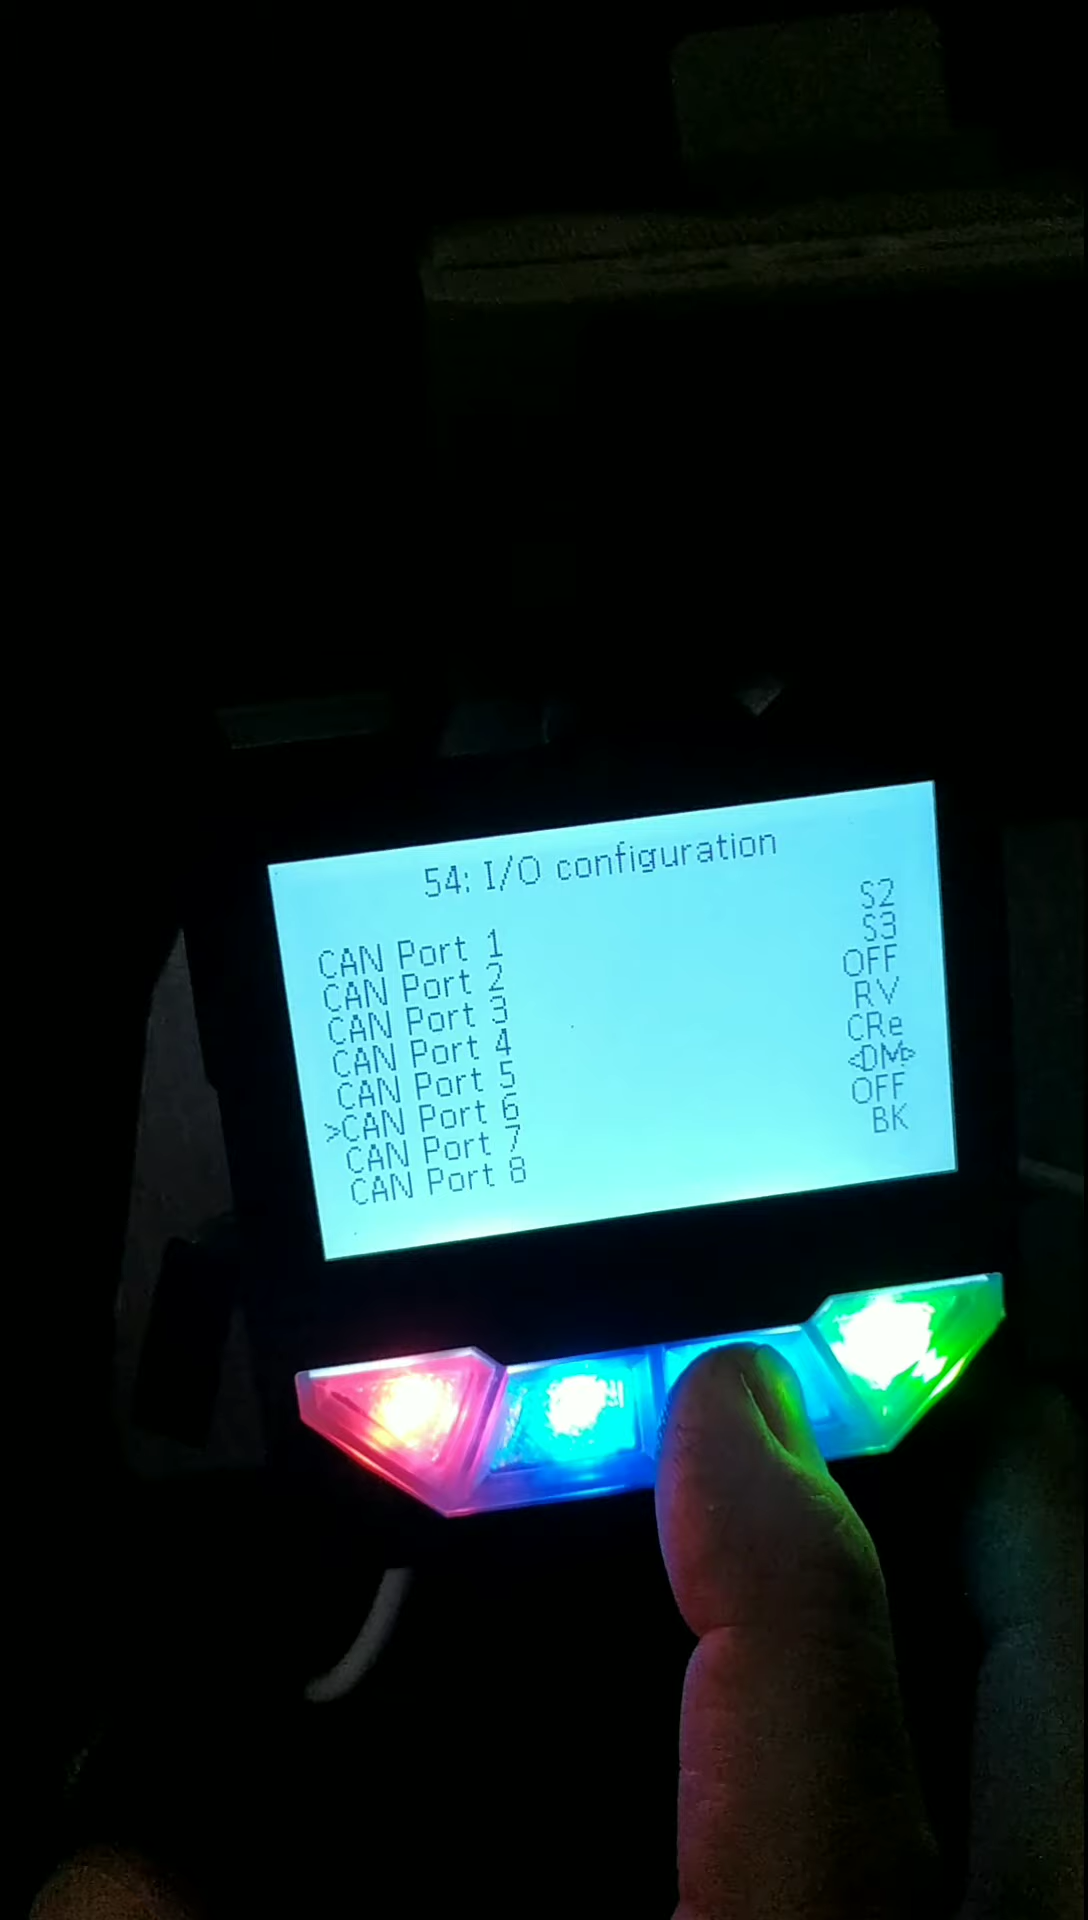 54: I/O configuration
CAN Port 1 S2
CAN Port 2 S3
CAN Port 3 OFF
CAN Port 4 RV
CAN Port 5 CRe
>CAN Port 6 <DM>
CAN Port 7 OFF
CAN Port 8 BK